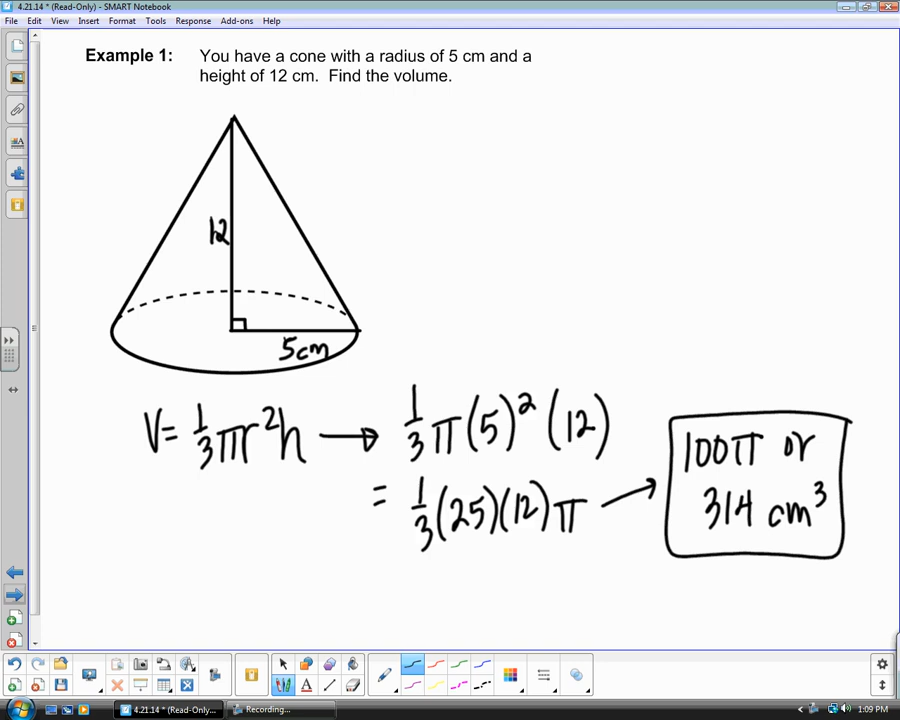 4.21.14 * (Read-Only) - SMART Notebook
File Edit View Insert Format Tools Response Add-ons Help
Example 1: You have a cone with a radius of 5 cm and a
height of 12 cm. Find the volume.
12
5cm
V= 1/3 πr²h → 1/3 π(5)² (12)
= 1/3 (25)(12)π →
100π or
314 cm³
4.21.14 * (Read-Only)...
Recording...
1:09 PM